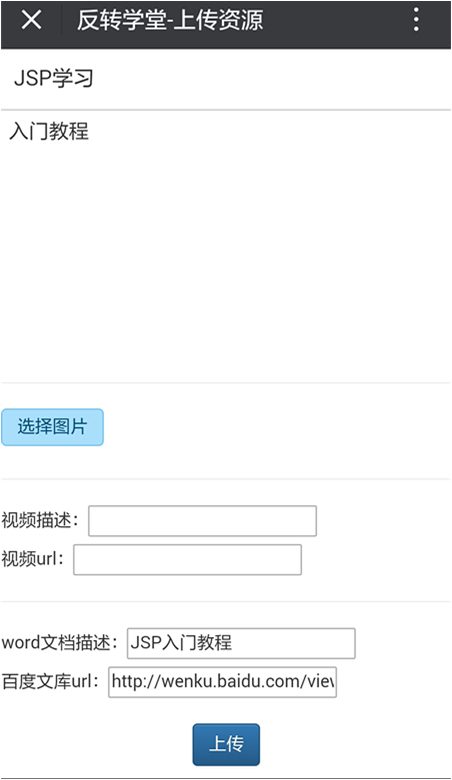 反转学堂-上传资源
JSP学习
入门教程
选择图片
视频描述：
视频url：
word文档描述：JSP入门教程
百度文库url：http://wenku.baidu.com/view
上传